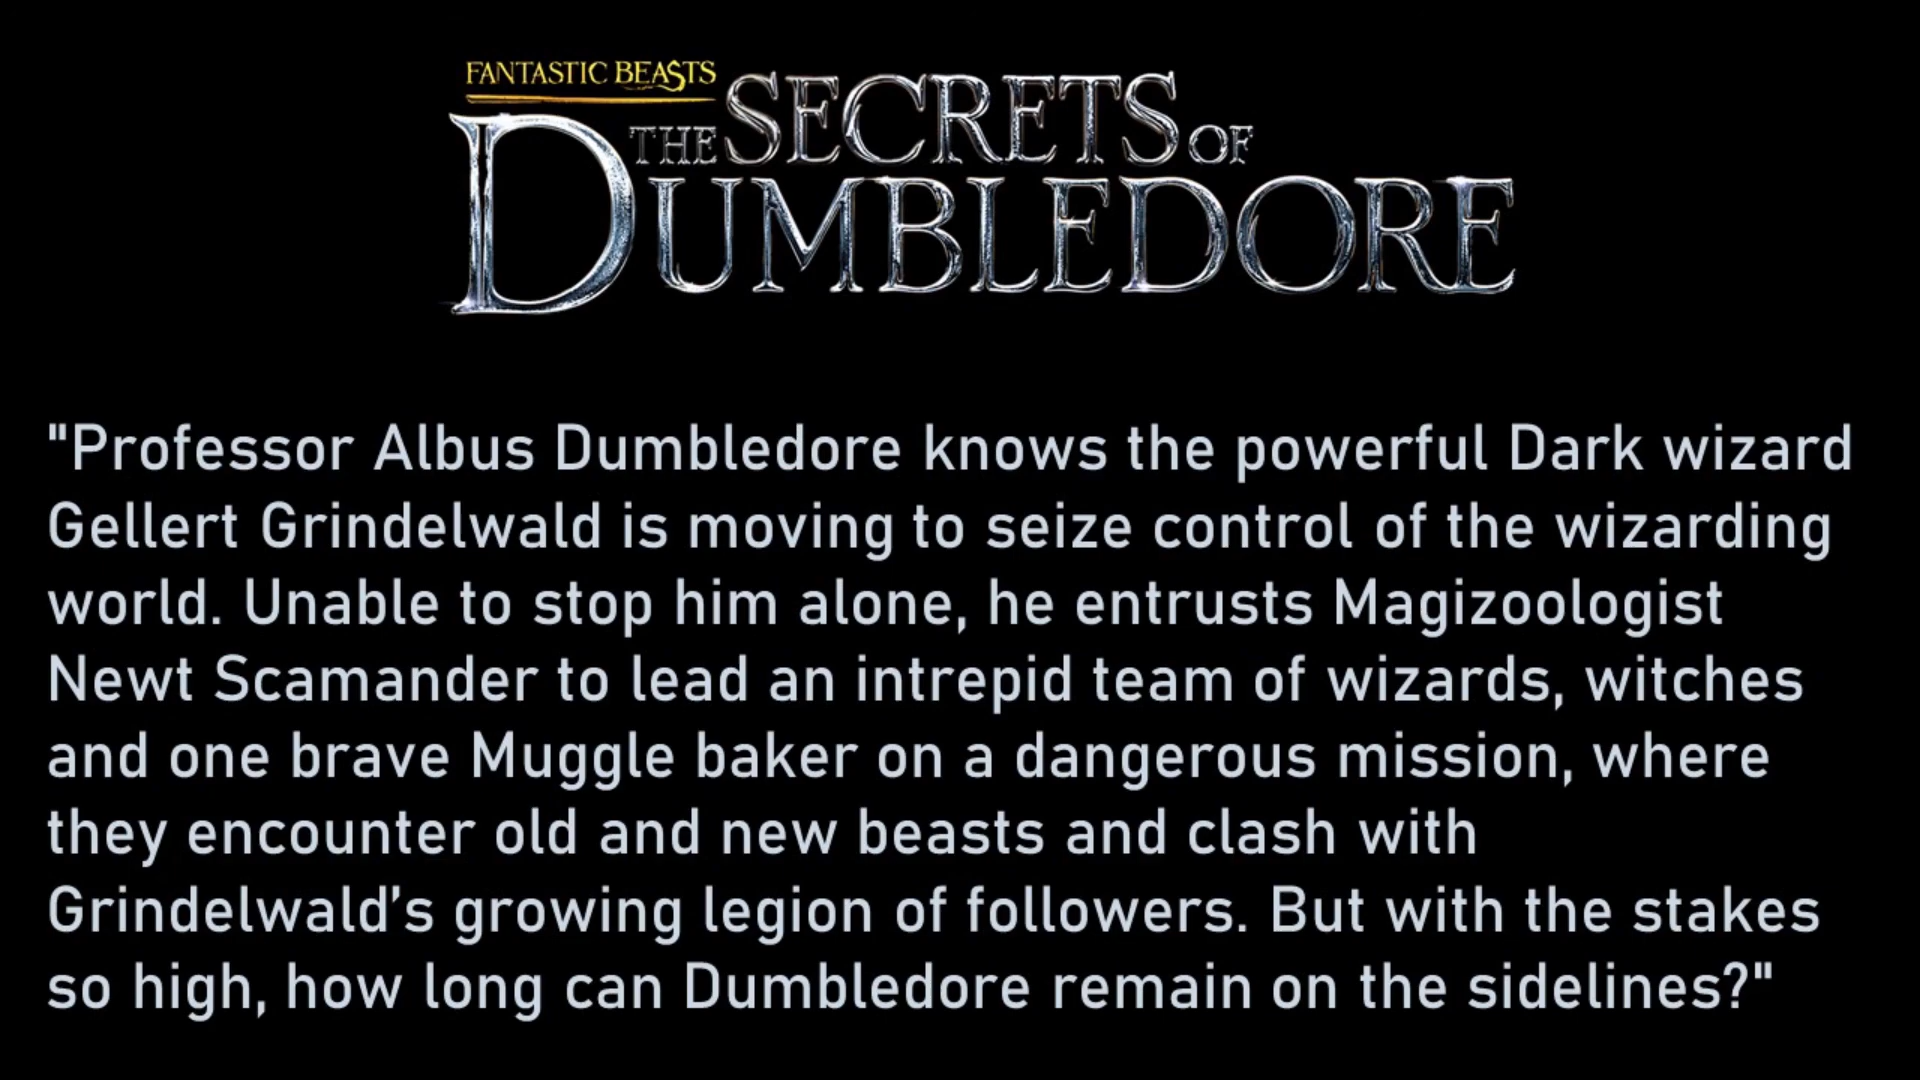 FANTASTIC BEASTS
THE SECRETS OF
DUMBLEDORE
"Professor Albus Dumbledore knows the powerful Dark wizard
Gellert Grindelwald is moving to seize control of the wizarding
world. Unable to stop him alone, he entrusts Magizoologist
Newt Scamander to lead an intrepid team of wizards, witches
and one brave Muggle baker on a dangerous mission, where
they encounter old and new beasts and clash with
Grindelwald’s growing legion of followers. But with the stakes
so high, how long can Dumbledore remain on the sidelines?"